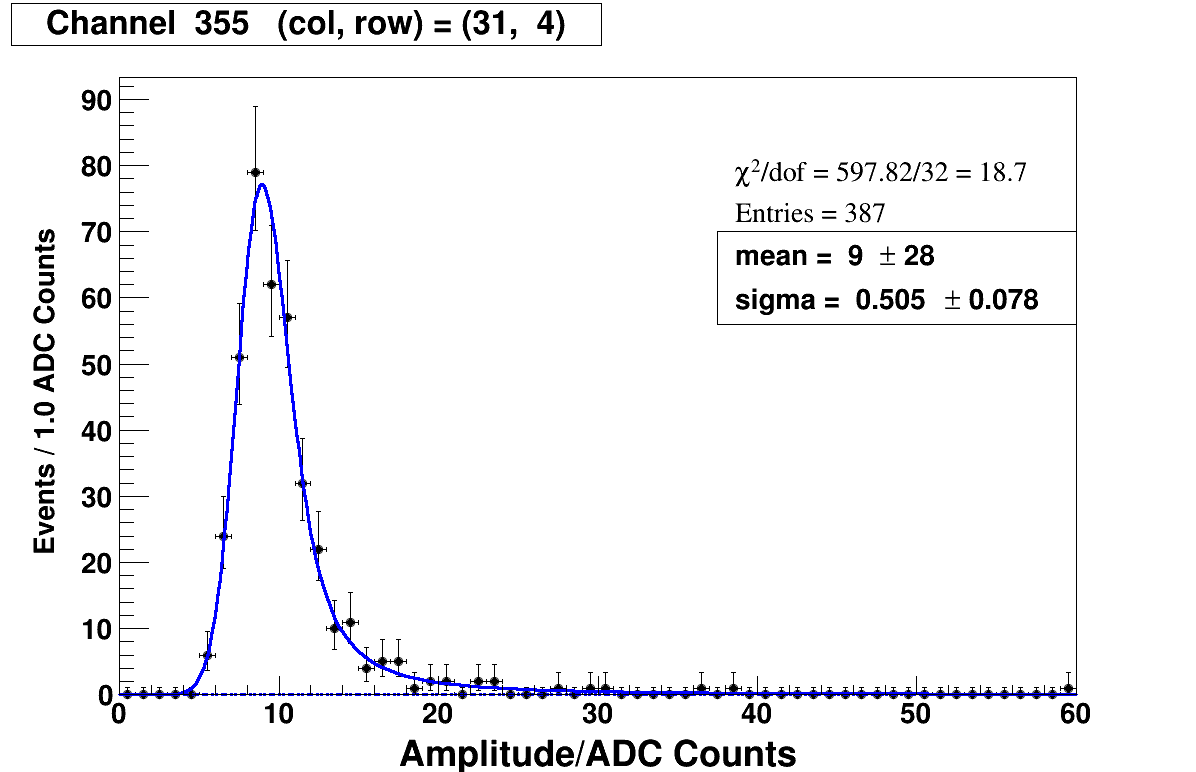 Channel 355 (col, row) = (31, 4)
χ²/dof = 597.82/32 = 18.7
Entries = 387
mean = 9 ± 28
sigma = 0.505 ± 0.078
Events / 1.0 ADC Counts
90
80
70
60
50
40
30
20
10
0
0 10 20 30 40 50 60
Amplitude/ADC Counts